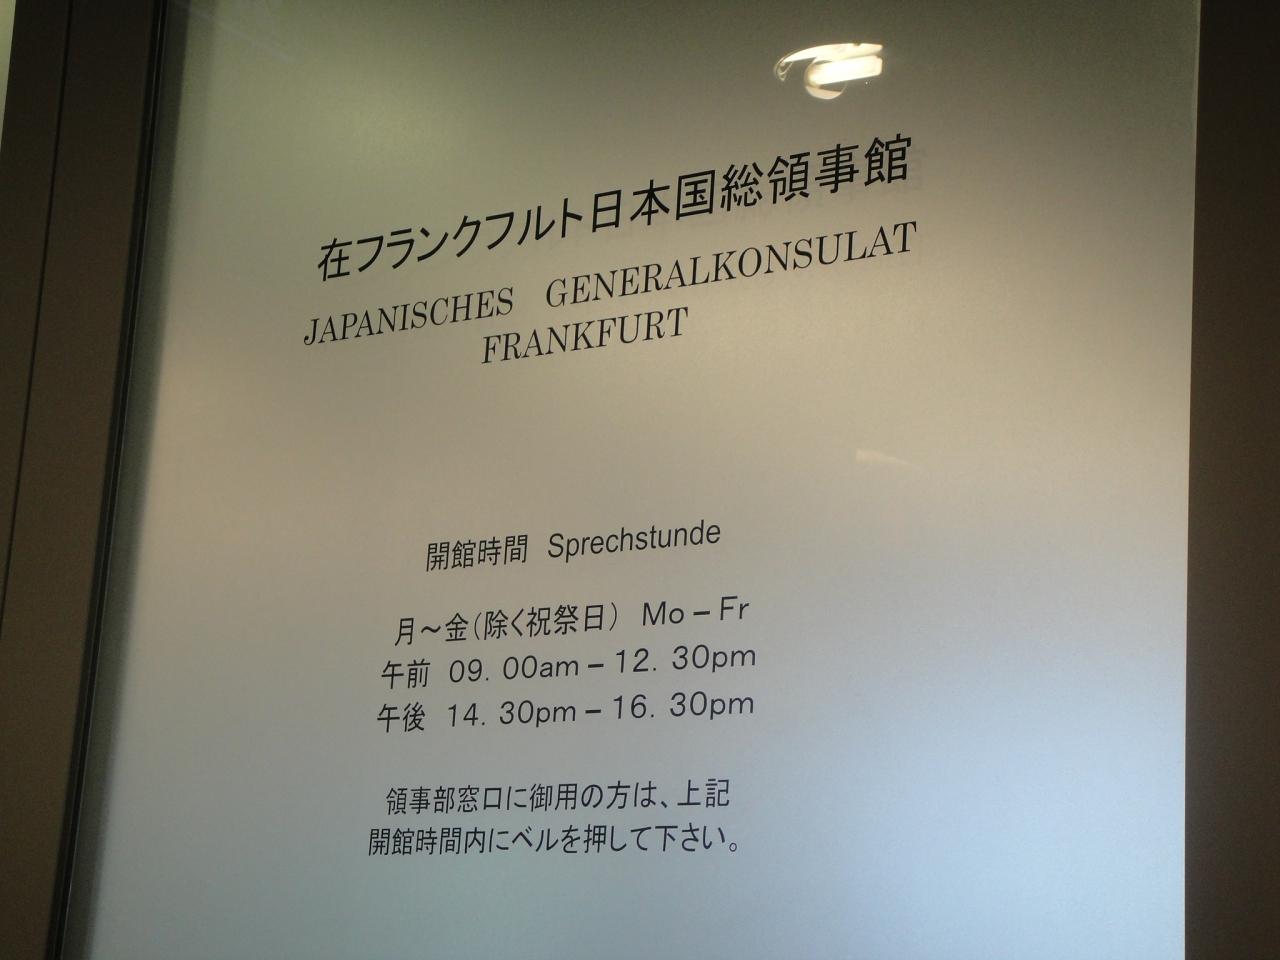 在フランクフルト日本国総領事館
JAPANISCHES GENERALKONSULAT
FRANKFURT
開館時間 Sprechstunde
月～金(除く祝祭日) Mo－Fr
午前 09. 00am－12. 30pm
午後 14. 30pm－16. 30pm
領事部窓口に御用の方は、上記
開館時間内にベルを押して下さい。